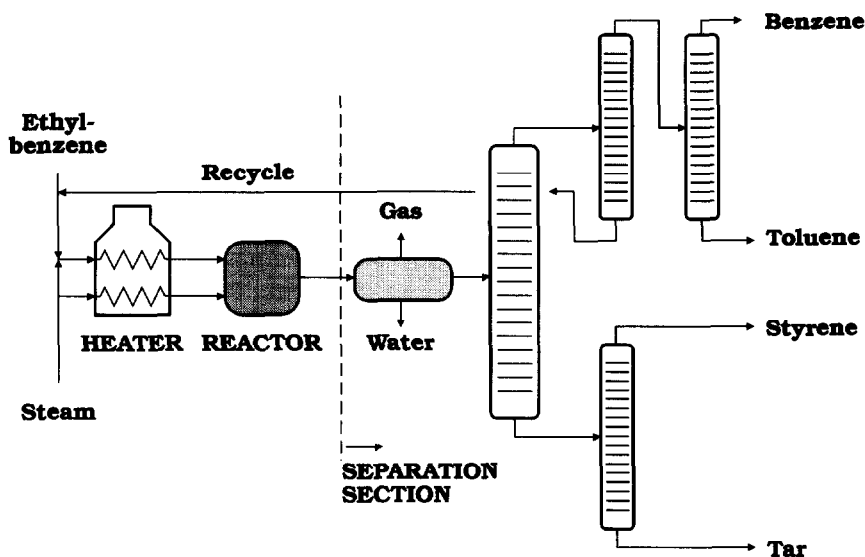 Benzene
Ethyl-
benzene
Recycle
Gas
Toluene
HEATER
REACTOR
Water
Styrene
Steam
SEPARATION
SECTION
Tar